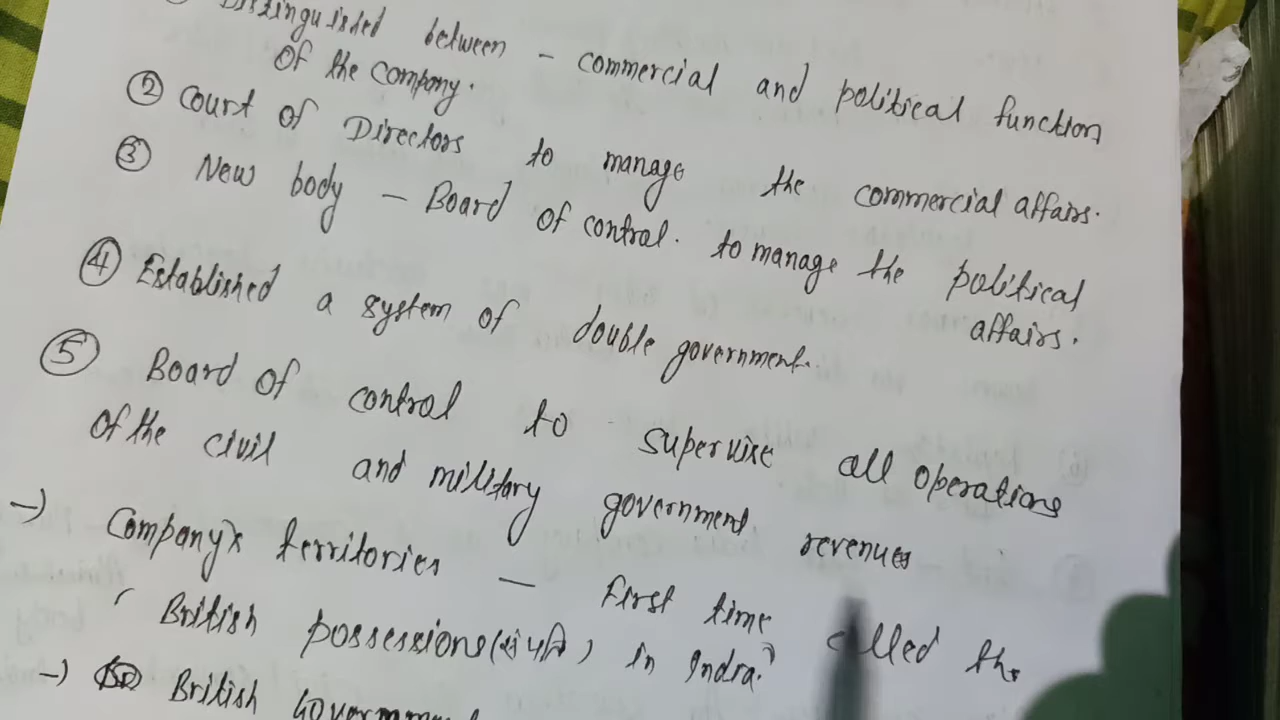 Distinguished between – commercial and political function
of the company.
② Court of Directors to manage the commercial affairs.
③ New body – Board of control. to manage the political
affairs.
④ Established a system of double government.
⑤ Board of control to supervise all operations
of the civil and military government revenues
→ Company's territories – First time called the
'British possessions (संपत्ति) in India'
→ British Government